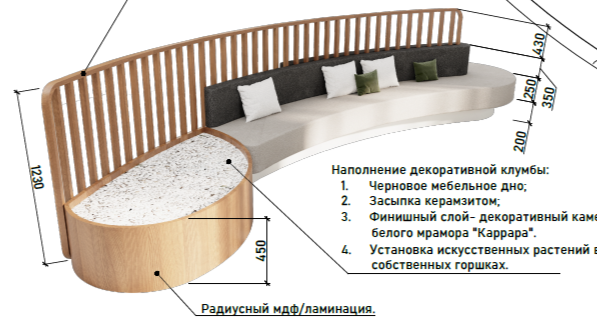 430
250
350
200
1230
Наполнение декоративной клумбы:
1. Черновое мебельное дно;
2. Засыпка керамзитом;
3. Финишный слой- декоративный каме
белого мрамора "Каррара".
4. Установка искусственных растений в
собственных горшках.
450
Радиусный мдф/ламинация.